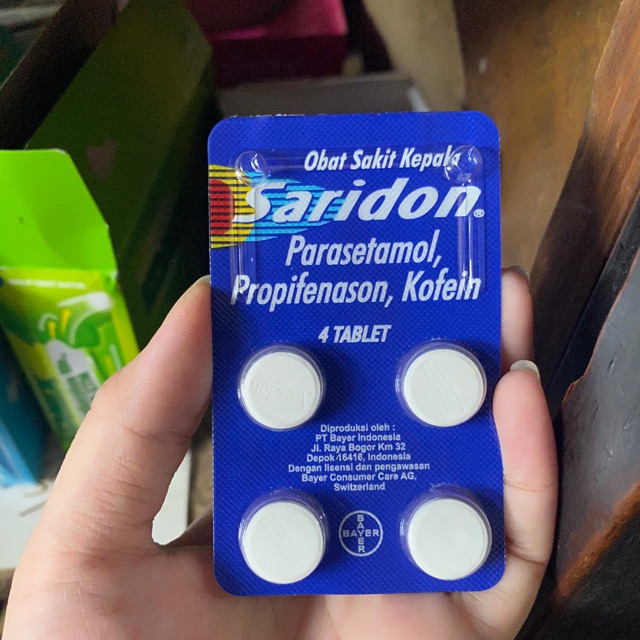 Obat Sakit Kepala
Saridon®
Parasetamol,
Propifenason, Kofein
4 TABLET
Diproduksi oleh :
PT Bayer Indonesia
Jl. Raya Bogor Km 32
Depok 16416, Indonesia
Dengan lisensi dan pengawasan
Bayer Consumer Care AG,
Switzerland
BAYER
BAYER